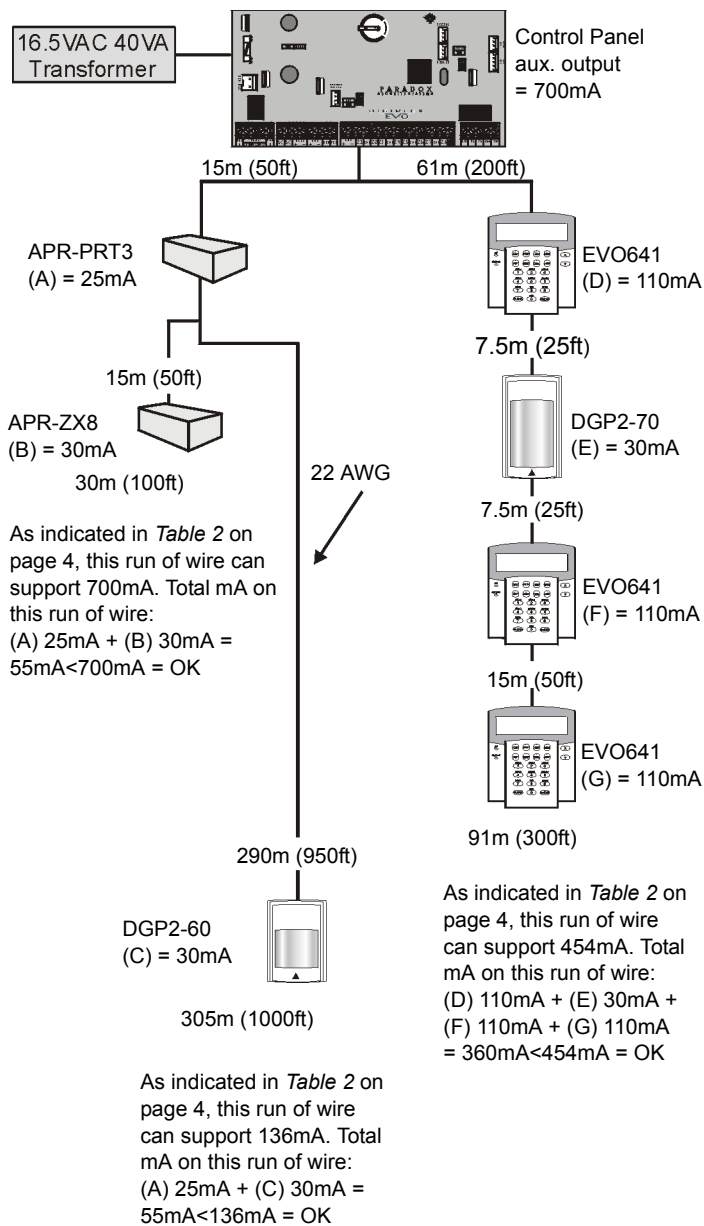 16.5VAC 40VA
Transformer
PARADOX
EVO
Control Panel
aux. output
= 700mA
15m (50ft)
61m (200ft)
APR-PRT3
(A) = 25mA
EVO641
(D) = 110mA
7.5m (25ft)
15m (50ft)
APR-ZX8
(B) = 30mA
30m (100ft)
DGP2-70
(E) = 30mA
22 AWG
7.5m (25ft)
As indicated in Table 2 on
page 4, this run of wire can
support 700mA. Total mA on
this run of wire:
(A) 25mA + (B) 30mA =
55mA<700mA = OK
EVO641
(F) = 110mA
15m (50ft)
EVO641
(G) = 110mA
91m (300ft)
290m (950ft)
DGP2-60
(C) = 30mA
305m (1000ft)
As indicated in Table 2 on
page 4, this run of wire
can support 454mA. Total
mA on this run of wire:
(D) 110mA + (E) 30mA +
(F) 110mA + (G) 110mA
= 360mA<454mA = OK
As indicated in Table 2 on
page 4, this run of wire
can support 136mA. Total
mA on this run of wire:
(A) 25mA + (C) 30mA =
55mA<136mA = OK